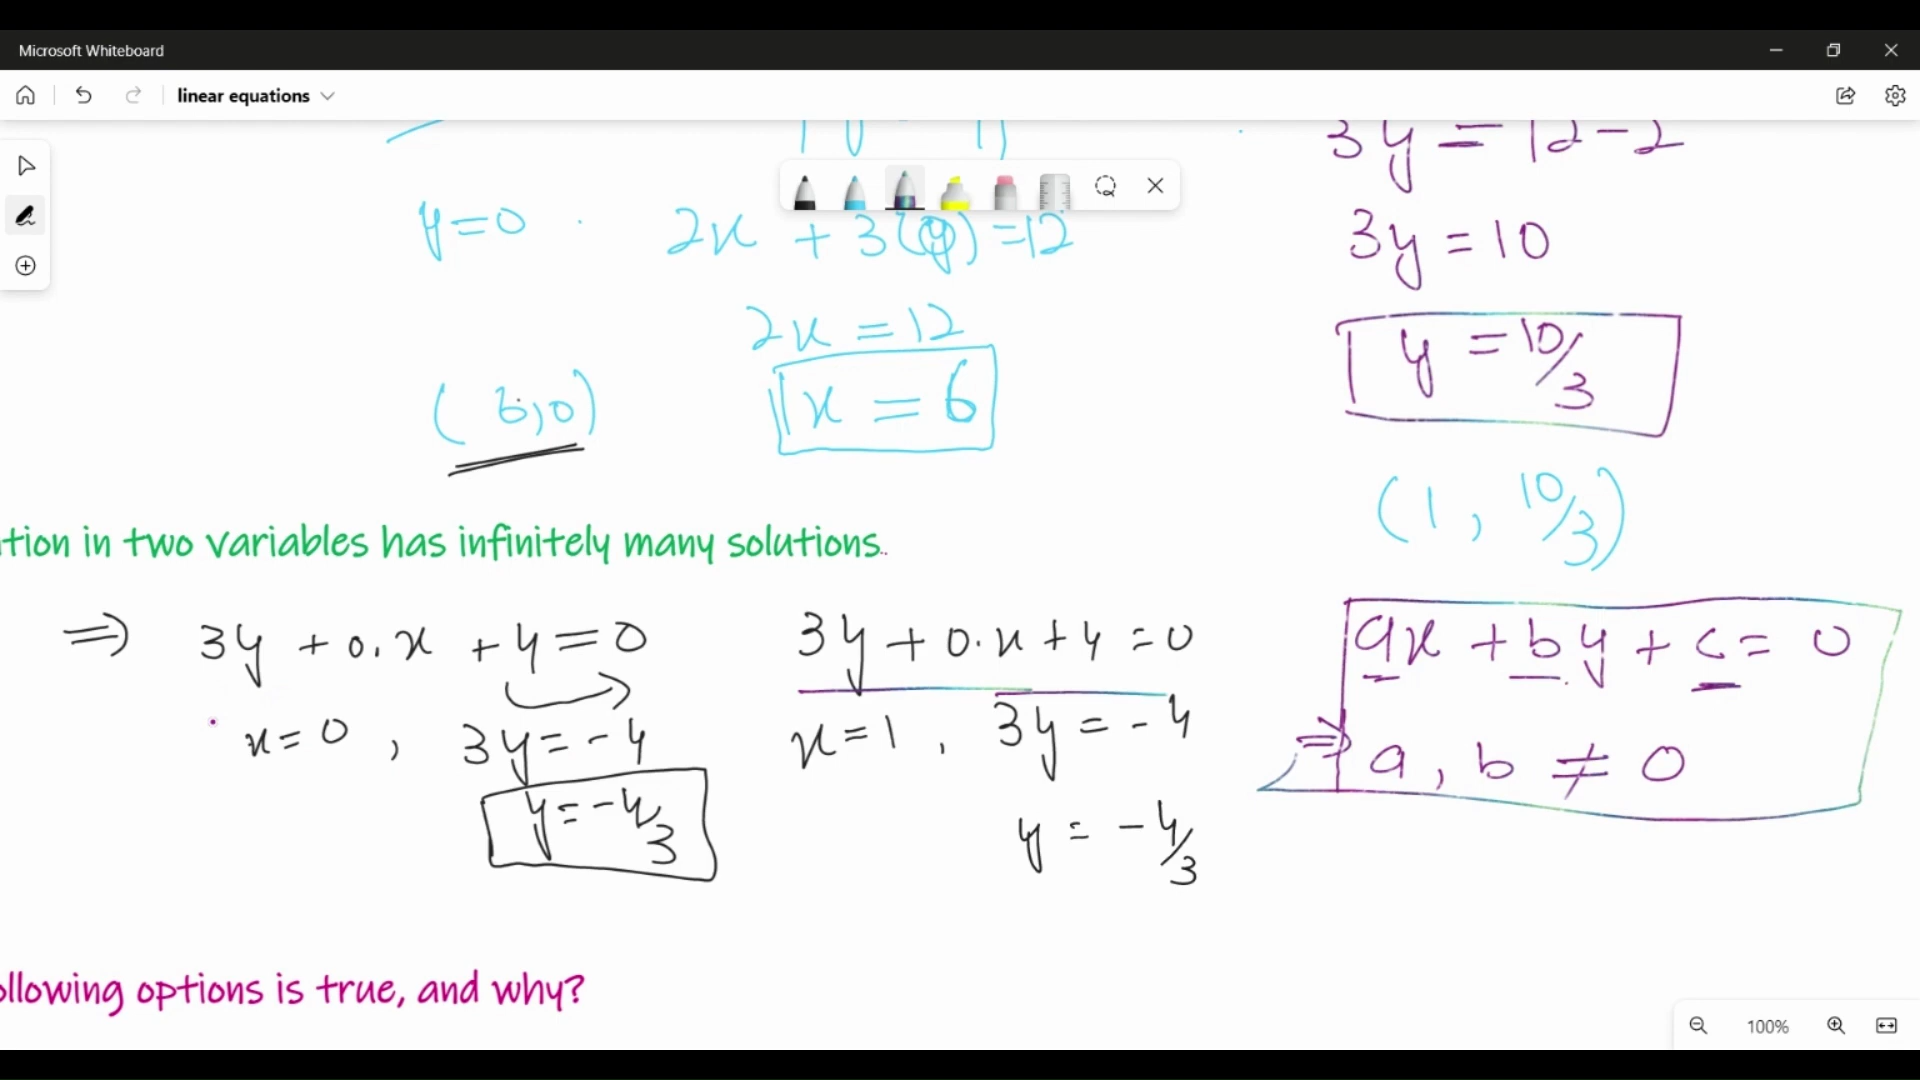 Microsoft Whiteboard
linear equations
3y = 12 - 2
y = 0 . 2x + 3(y) = 12
3y = 10
2x = 12
y = 10/3
(6,0)
x = 6
(1, 10/3)
tion in two variables has infinitely many solutions..
⇒ 3y + 0.x + 4 = 0
3y + 0.x + 4 = 0
ax + by + c = 0
x = 0 , 3y = -4
x = 1 , 3y = -4
⇒ a , b ≠ 0
y = -4/3
y = -4/3
ollowing options is true, and why?
100%